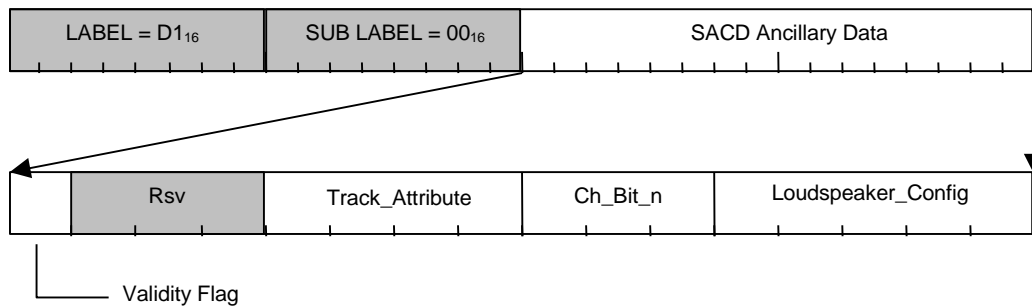 LABEL = D1₁₆ SUB LABEL = 00₁₆ SACD Ancillary Data
Rsv Track_Attribute Ch_Bit_n Loudspeaker_Config
Validity Flag